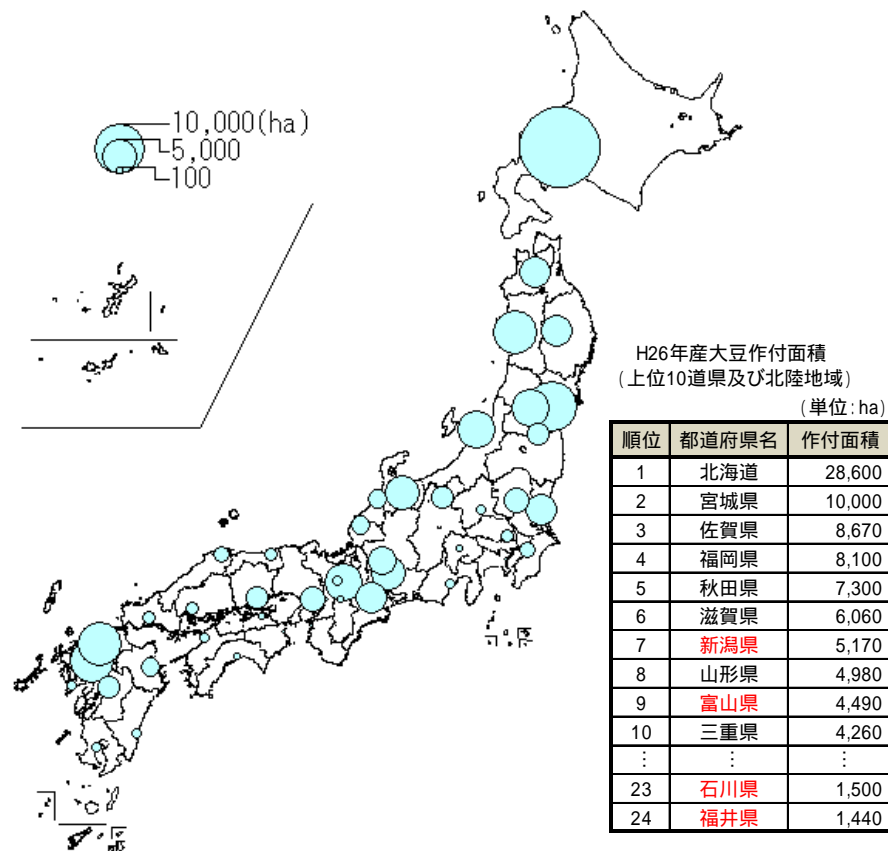 10,000(ha)
5,000
100
H26年産大豆作付面積
(上位10道県及び北陸地域)
(単位:ha)
順位 都道府県名 作付面積
1 北海道 28,600
2 宮城県 10,000
3 佐賀県 8,670
4 福岡県 8,100
5 秋田県 7,300
6 滋賀県 6,060
7 新潟県 5,170
8 山形県 4,980
9 富山県 4,490
10 三重県 4,260
⋮ ⋮ ⋮
23 石川県 1,500
24 福井県 1,440